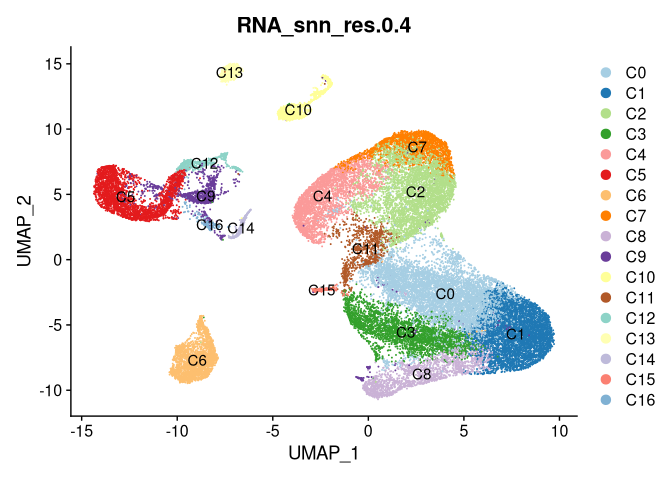 RNA_snn_res.0.4
15
10
5
0
-5
-10
UMAP_2
-15
-10
-5
0
5
10
UMAP_1
C13
C10
C7
C12
C5
C9
C4
C2
C16
C14
C11
C15
C0
C3
C1
C6
C8
C0
C1
C2
C3
C4
C5
C6
C7
C8
C9
C10
C11
C12
C13
C14
C15
C16